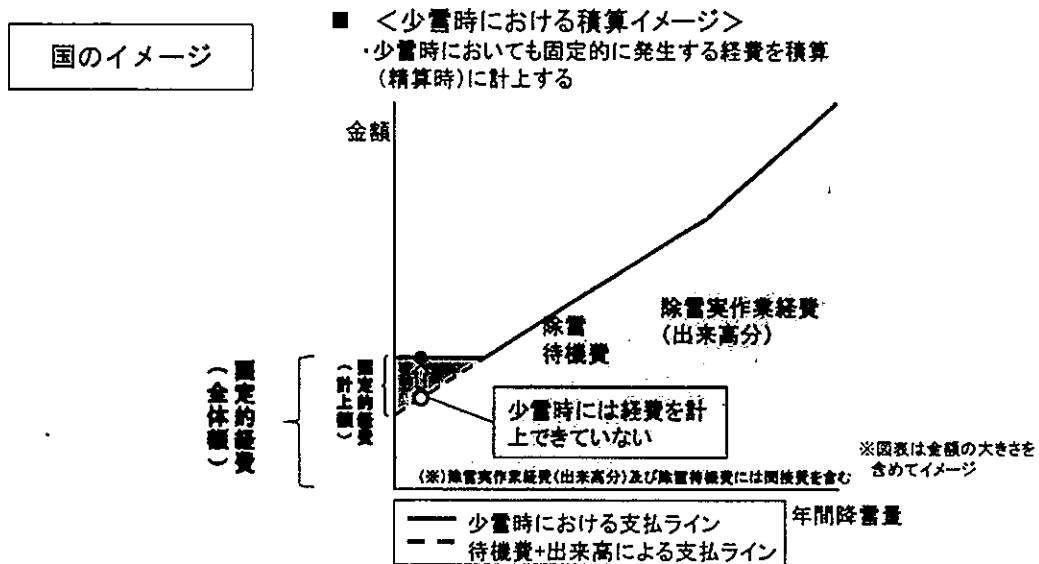 国のイメージ
■ ＜少雪時における積算イメージ＞
・少雪時においても固定的に発生する経費を積算
(精算時)に計上する
金額
除雪実作業経費
(出来高分)
除雪
待機費
固定的経費
(全体額)
固定的経費
(計上額)
少雪時には経費を計
上できていない
※図表は金額の大きさを
含めてイメージ
(※)除雪実作業経費(出来高分)及び除雪待機費には間接費を含む
年間降雪量
少雪時における支払ライン
待機費+出来高による支払ライン